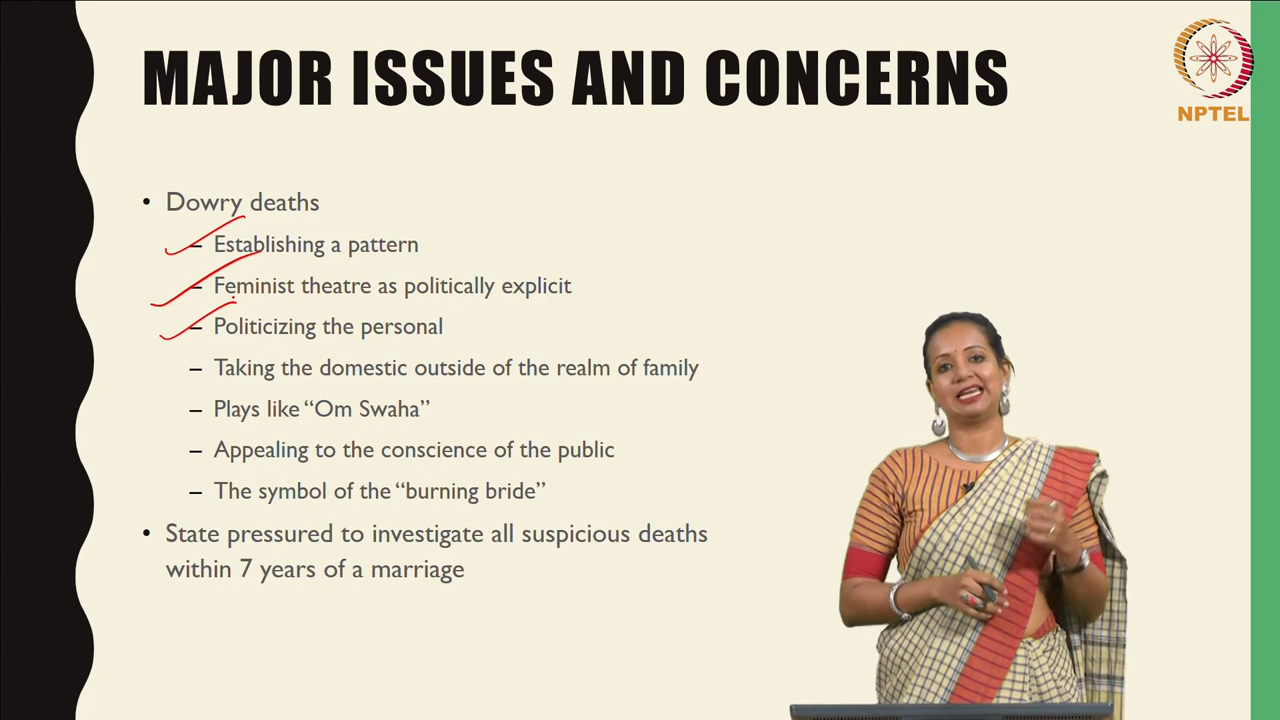 MAJOR ISSUES AND CONCERNS
NPTEL
• Dowry deaths
– Establishing a pattern
– Feminist theatre as politically explicit
– Politicizing the personal
– Taking the domestic outside of the realm of family
– Plays like “Om Swaha”
– Appealing to the conscience of the public
– The symbol of the “burning bride”
• State pressured to investigate all suspicious deaths
within 7 years of a marriage